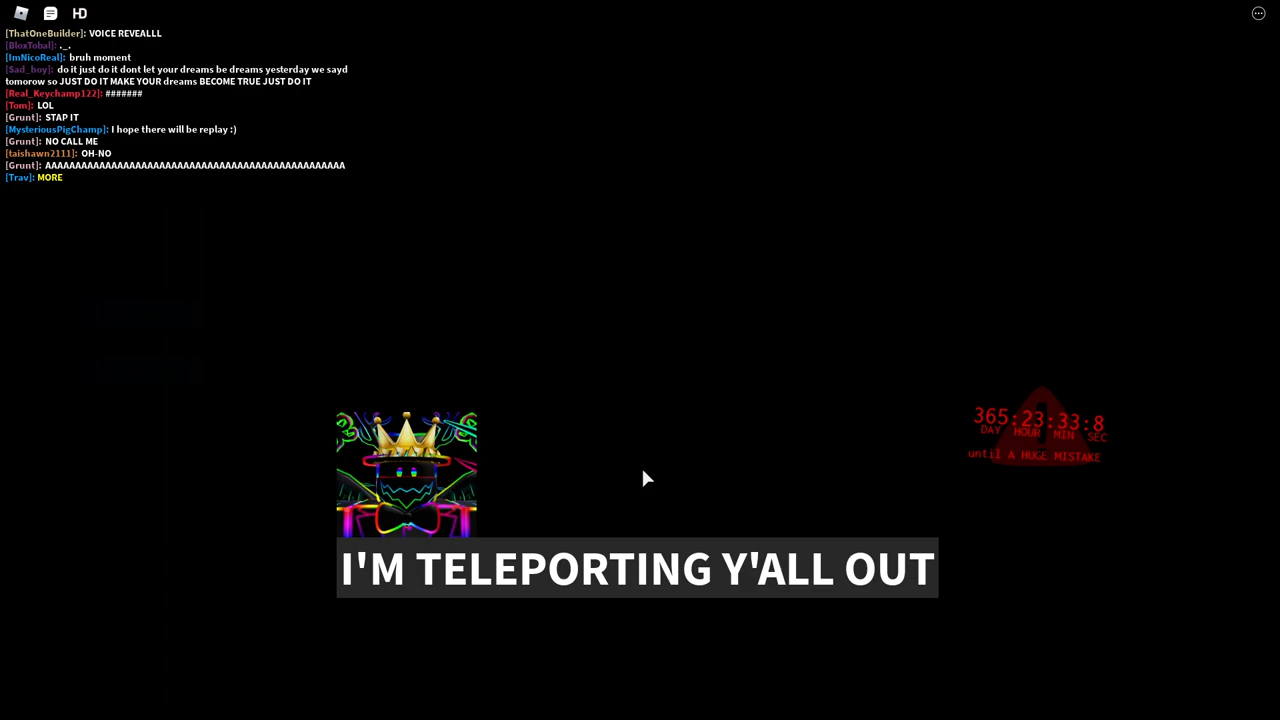 HD
[ThatOneBuilder]: VOICE REVEALLL
[BloxTobal]: ._.
[ImNicoReal]: bruh moment
[Sad_boy]: do it just do it dont let your dreams be dreams yesterday we sayd
tomorow so JUST DO IT MAKE YOUR dreams BECOME TRUE JUST DO IT
[Real_Keychamp122]: #######
[Tom]: LOL
[Grunt]: STAP IT
[MysteriousPigChamp]: I hope there will be replay :)
[Grunt]: NO CALL ME
[taishawn2111]: OH-NO
[Grunt]: AAAAAAAAAAAAAAAAAAAAAAAAAAAAAAAAAAAAAAAAAAAAAAAAAA
[Trav]: MORE
365:23:33:8
DAY HOUR MIN SEC
until A HUGE MISTAKE
I'M TELEPORTING Y'ALL OUT